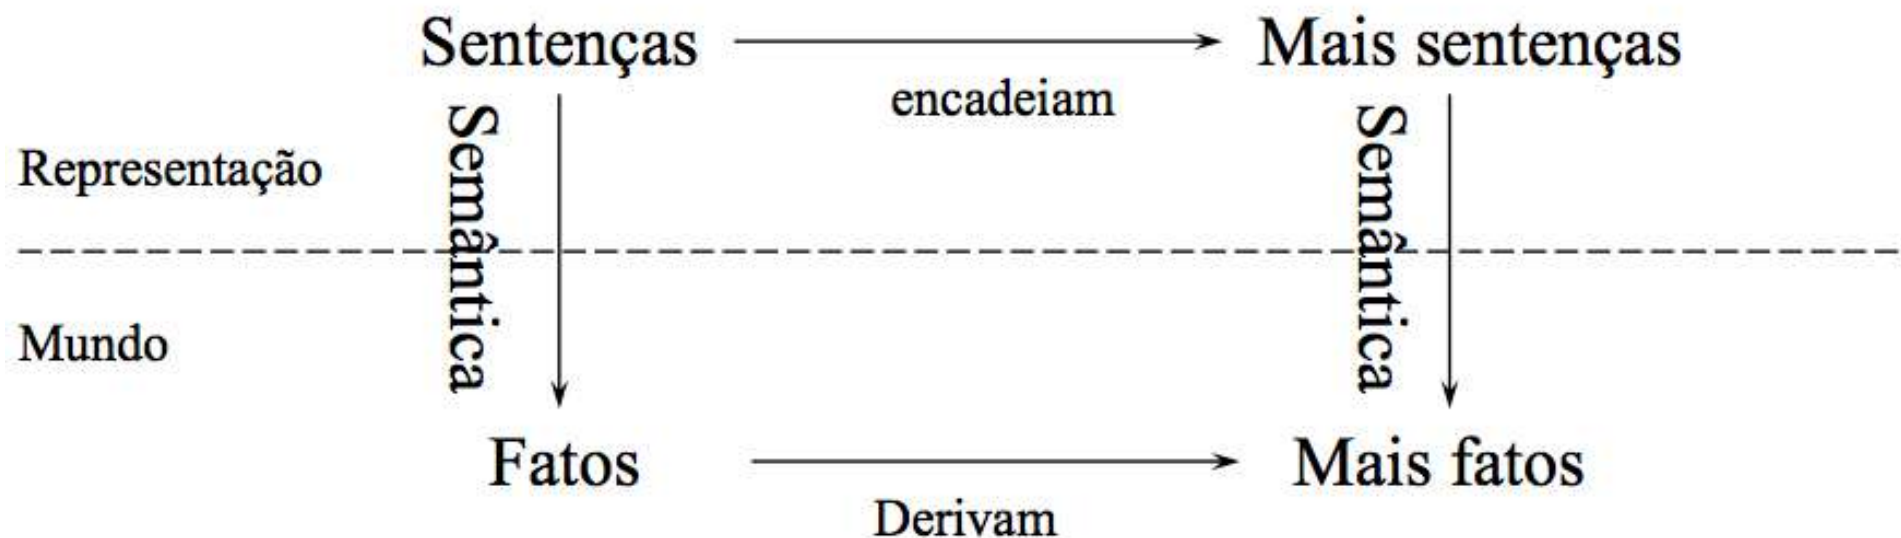 Sentenças
Mais sentenças
encadeiam
Semântica
Semântica
Representação
Mundo
Fatos
Mais fatos
Derivam